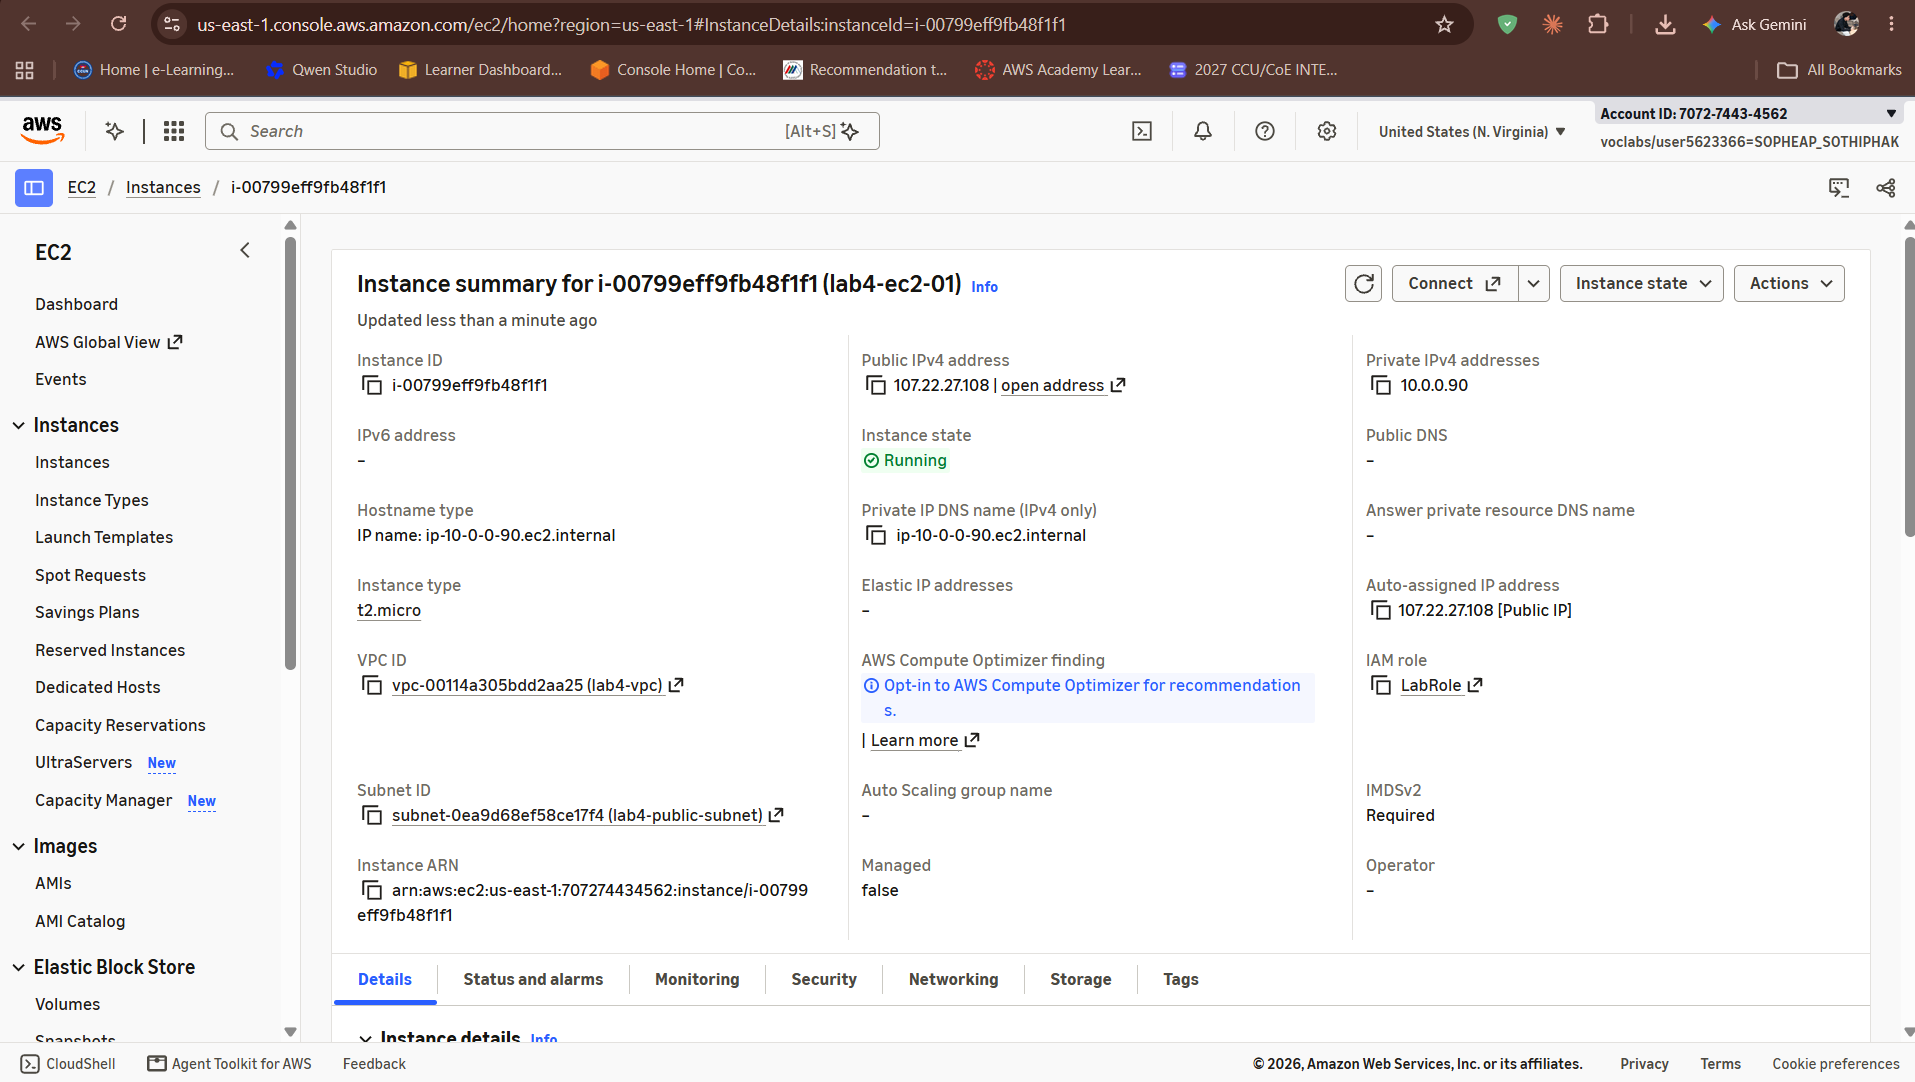 us-east-1.console.aws.amazon.com/ec2/home?region=us-east-1#InstanceDetails:instanceId=i-00799eff9fb48f1f1
Ask Gemini
Home | e-Learning...
Qwen Studio
Learner Dashboard...
Console Home | Co...
Recommendation t...
AWS Academy Lear...
2027 CCU/CoE INTE...
All Bookmarks
aws
Search
[Alt+S]
United States (N. Virginia)
Account ID: 7072-7443-4562
voclabs/user5623366=SOPHEAP_SOTHIPHAK
EC2 / Instances / i-00799eff9fb48f1f1
EC2
Dashboard
AWS Global View
Events
Instances
Instances
Instance Types
Launch Templates
Spot Requests
Savings Plans
Reserved Instances
Dedicated Hosts
Capacity Reservations
UltraServers New
Capacity Manager New
Images
AMIs
AMI Catalog
Elastic Block Store
Volumes
Snapshots
Instance summary for i-00799eff9fb48f1f1 (lab4-ec2-01) Info
Connect
Instance state
Actions
Updated less than a minute ago
Instance ID
i-00799eff9fb48f1f1
Public IPv4 address
107.22.27.108 | open address
Private IPv4 addresses
10.0.0.90
IPv6 address
–
Instance state
Running
Public DNS
–
Hostname type
IP name: ip-10-0-0-90.ec2.internal
Private IP DNS name (IPv4 only)
ip-10-0-0-90.ec2.internal
Answer private resource DNS name
–
Instance type
t2.micro
Elastic IP addresses
–
Auto-assigned IP address
107.22.27.108 [Public IP]
VPC ID
vpc-00114a305bdd2aa25 (lab4-vpc)
AWS Compute Optimizer finding
Opt-in to AWS Compute Optimizer for recommendation
s.
| Learn more
IAM role
LabRole
Subnet ID
subnet-0ea9d68ef58ce17f4 (lab4-public-subnet)
Auto Scaling group name
–
IMDSv2
Required
Instance ARN
arn:aws:ec2:us-east-1:707274434562:instance/i-00799
eff9fb48f1f1
Managed
false
Operator
–
Details
Status and alarms
Monitoring
Security
Networking
Storage
Tags
Instance details Info
CloudShell
Agent Toolkit for AWS
Feedback
© 2026, Amazon Web Services, Inc. or its affiliates.
Privacy
Terms
Cookie preferences